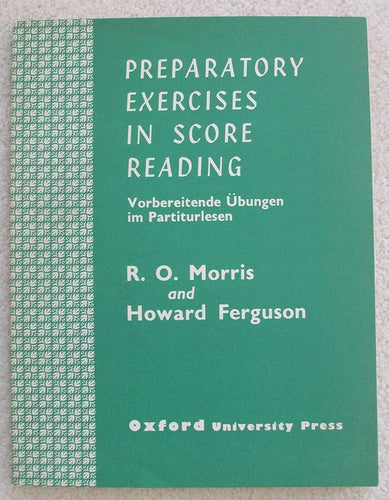 PREPARATORY
EXERCISES
IN SCORE
READING
Vorbereitende Übungen
im Partiturlesen
R. O. Morris
and
Howard Ferguson
Oxford University Press